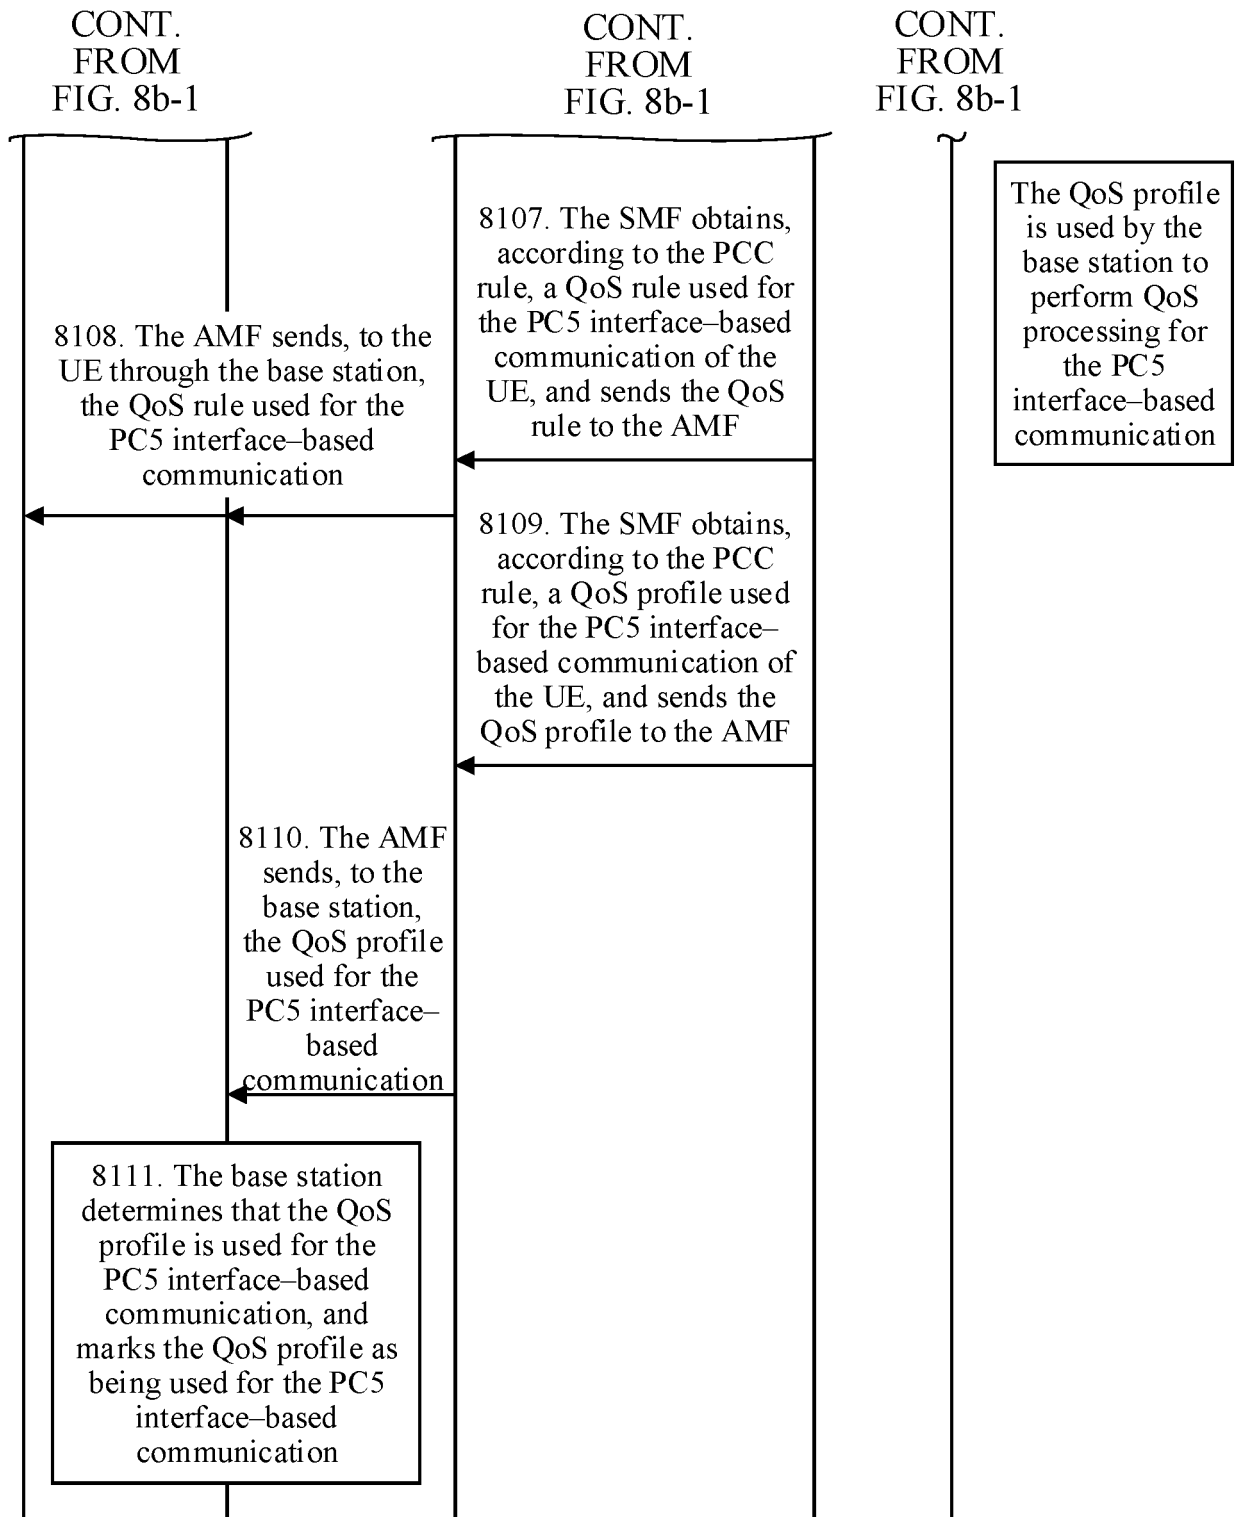 CONT.
FROM
FIG. 8b-1
CONT.
FROM
FIG. 8b-1
CONT.
FROM
FIG. 8b-1
The QoS profile
is used by the
base station to
perform QoS
processing for
the PC5
interface–based
communication
8107. The SMF obtains,
according to the PCC
rule, a QoS rule used for
the PC5 interface–based
communication of the
UE, and sends the QoS
rule to the AMF
8108. The AMF sends, to the
UE through the base station,
the QoS rule used for the
PC5 interface–based
communication
8109. The SMF obtains,
according to the PCC
rule, a QoS profile used
for the PC5 interface–
based communication of
the UE, and sends the
QoS profile to the AMF
8110. The AMF
sends, to the
base station,
the QoS profile
used for the
PC5 interface–
based
communication
8111. The base station
determines that the QoS
profile is used for the
PC5 interface–based
communication, and
marks the QoS profile as
being used for the PC5
interface–based
communication